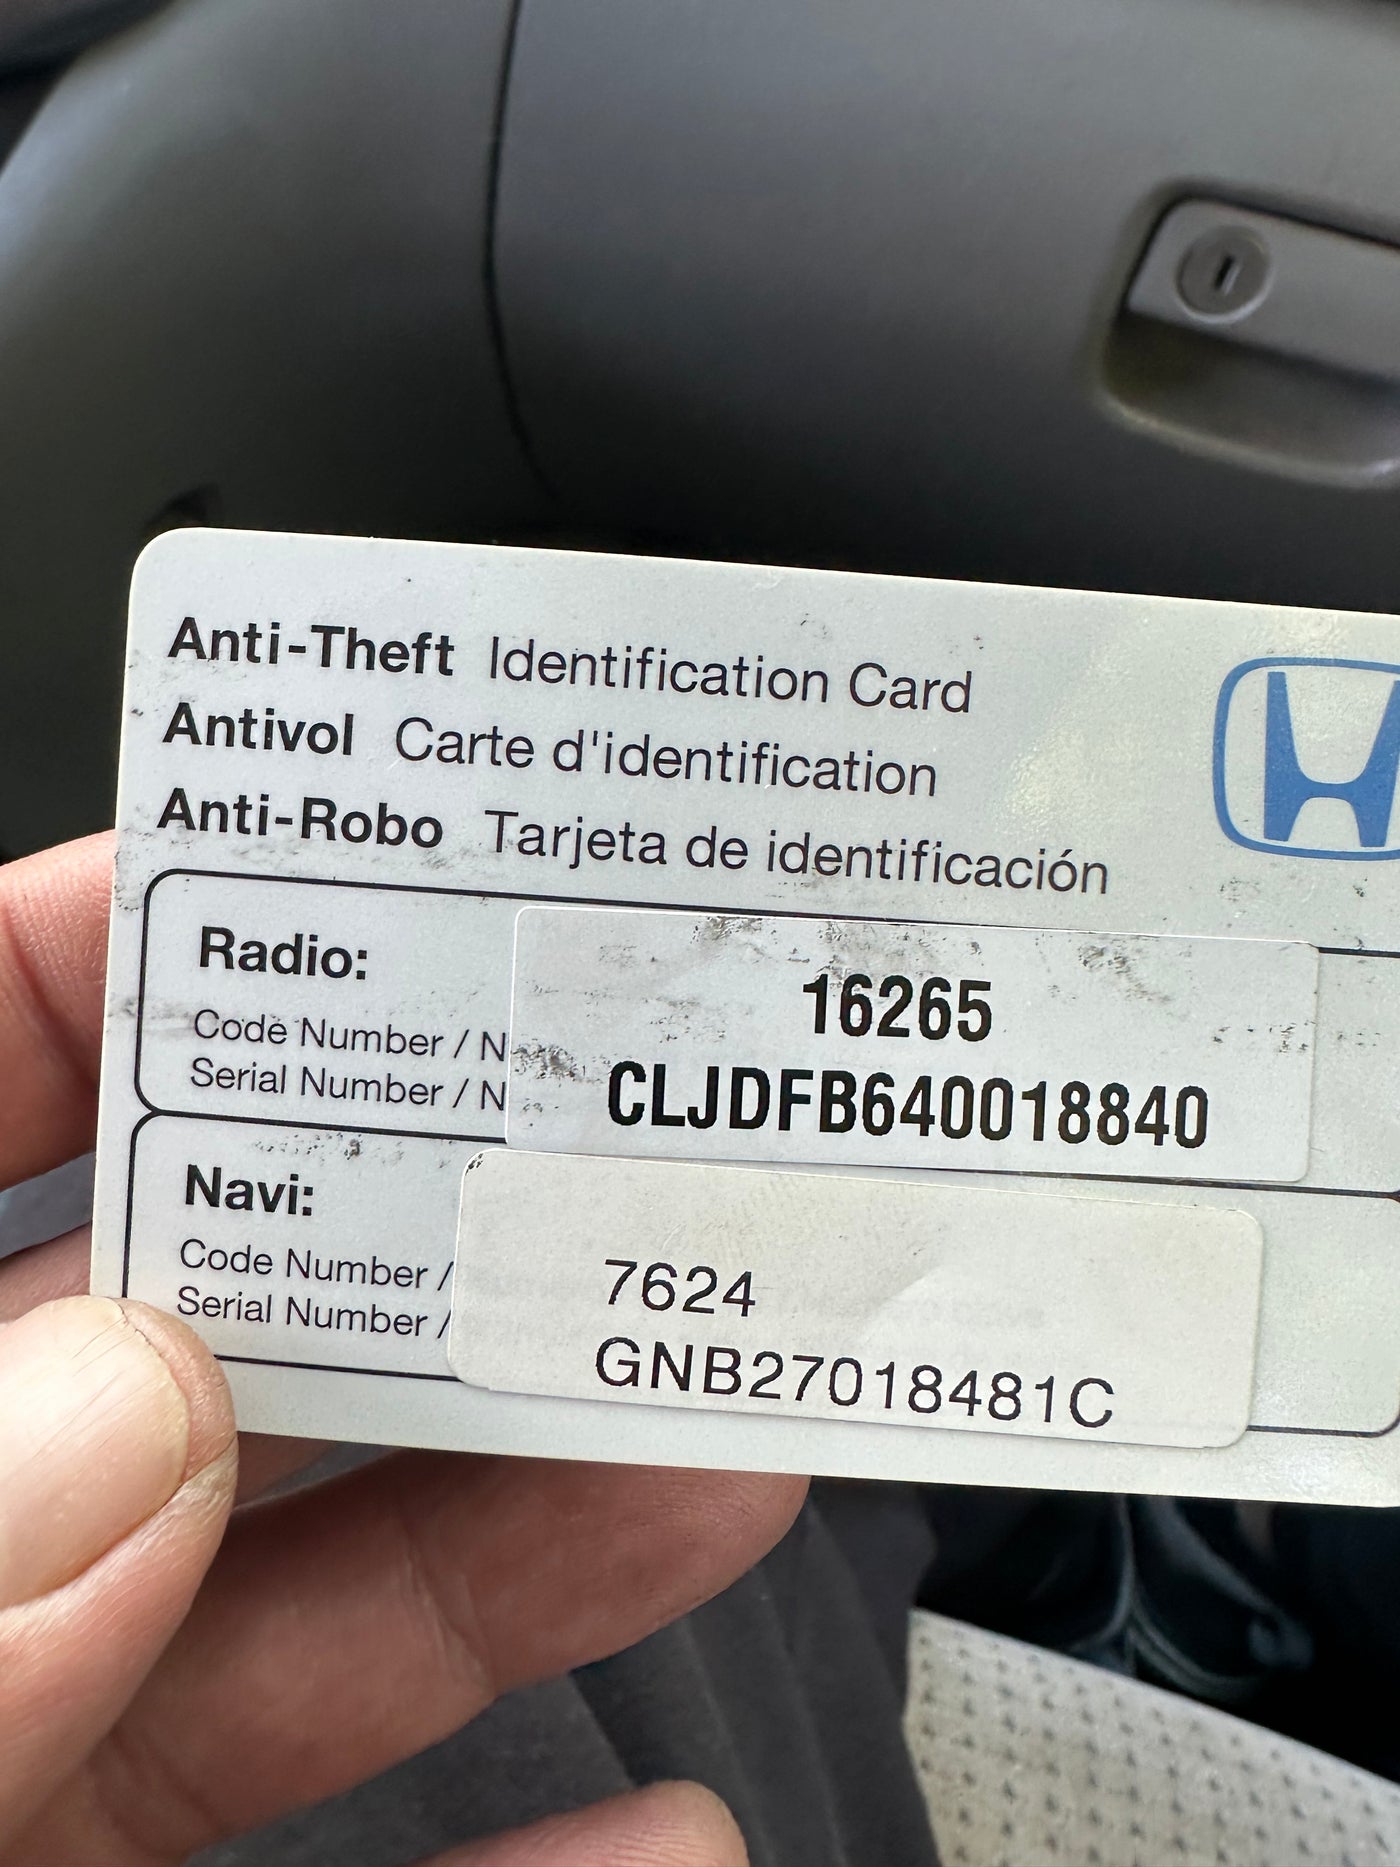 Anti-Theft Identification Card
Antivol Carte d'identification
Anti-Robo Tarjeta de identificación
Radio:
16265
Code Number / N
CLJDFB640018840
Serial Number / N
Navi:
Code Number / 7624
Serial Number / GNB27018481C